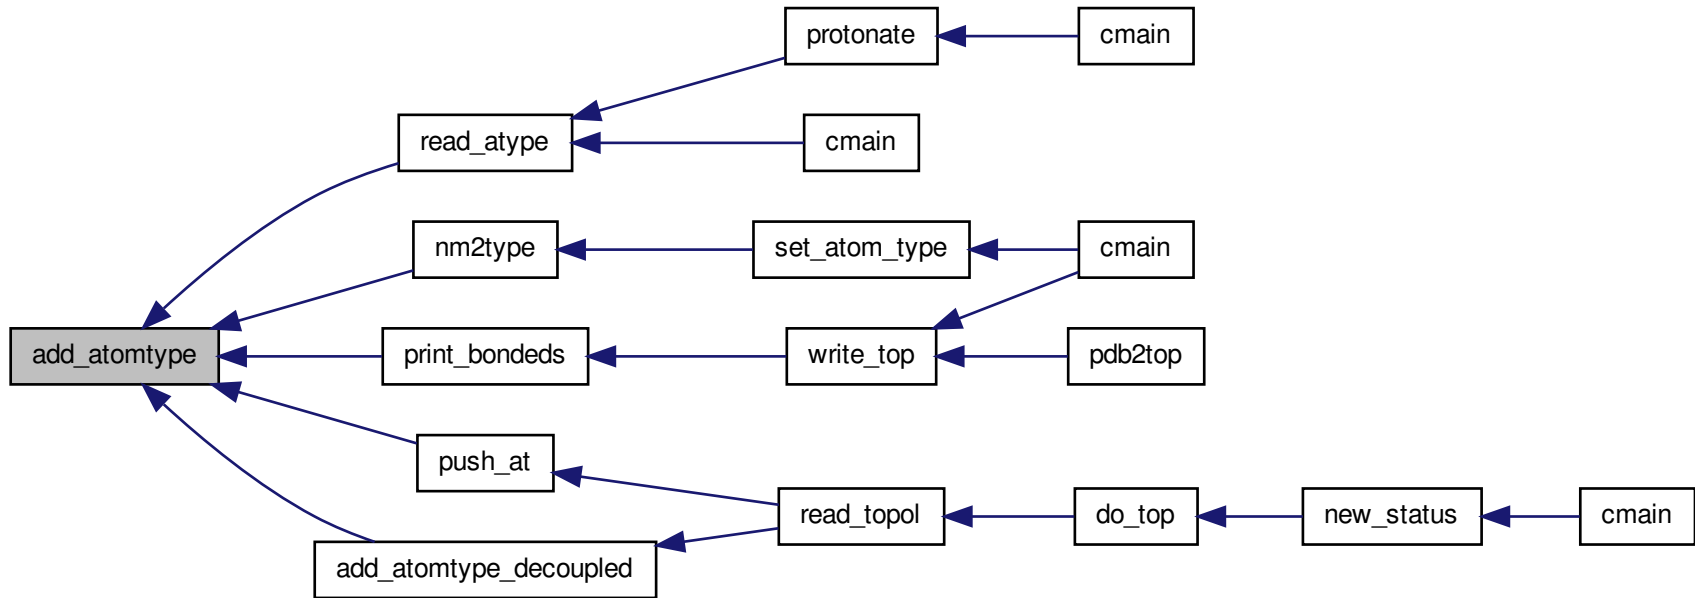 protonate
cmain
read_atype
cmain
nm2type
set_atom_type
cmain
add_atomtype
print_bondeds
write_top
pdb2top
push_at
read_topol
do_top
new_status
cmain
add_atomtype_decoupled